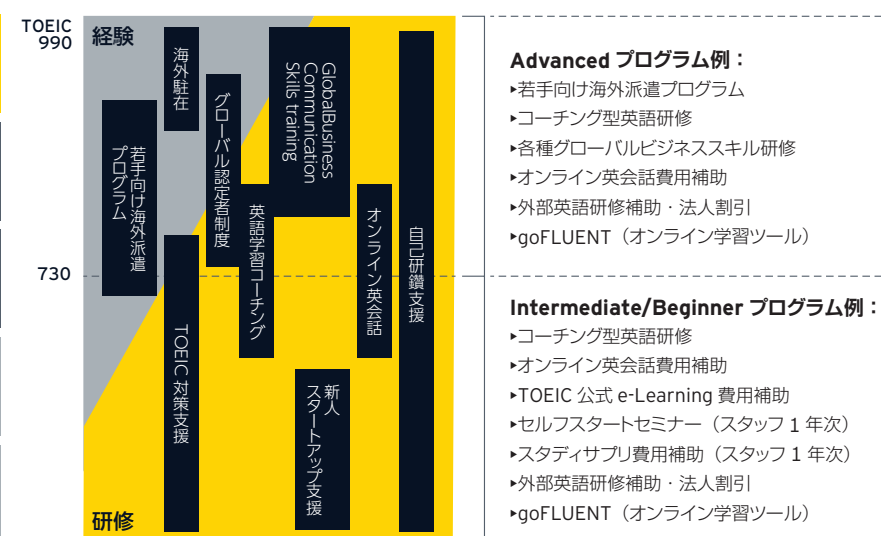 TOEIC
990
経験
海外駐在
GlobalBusiness
Communication
Skills training
グローバル認定者制度
若手向け海外派遣
プログラム
英語学習コーチング
オンライン英会話
自己研鑽支援
730
TOEIC 対策支援
新人
スタートアップ支援
研修
Advanced プログラム例：
▸若手向け海外派遣プログラム
▸コーチング型英語研修
▸各種グローバルビジネススキル研修
▸オンライン英会話費用補助
▸外部英語研修補助・法人割引
▸goFLUENT（オンライン学習ツール）
Intermediate/Beginner プログラム例：
▸コーチング型英語研修
▸オンライン英会話費用補助
▸TOEIC 公式 e-Learning 費用補助
▸セルフスタートセミナー（スタッフ 1 年次）
▸スタディサプリ費用補助（スタッフ 1 年次）
▸外部英語研修補助・法人割引
▸goFLUENT（オンライン学習ツール）